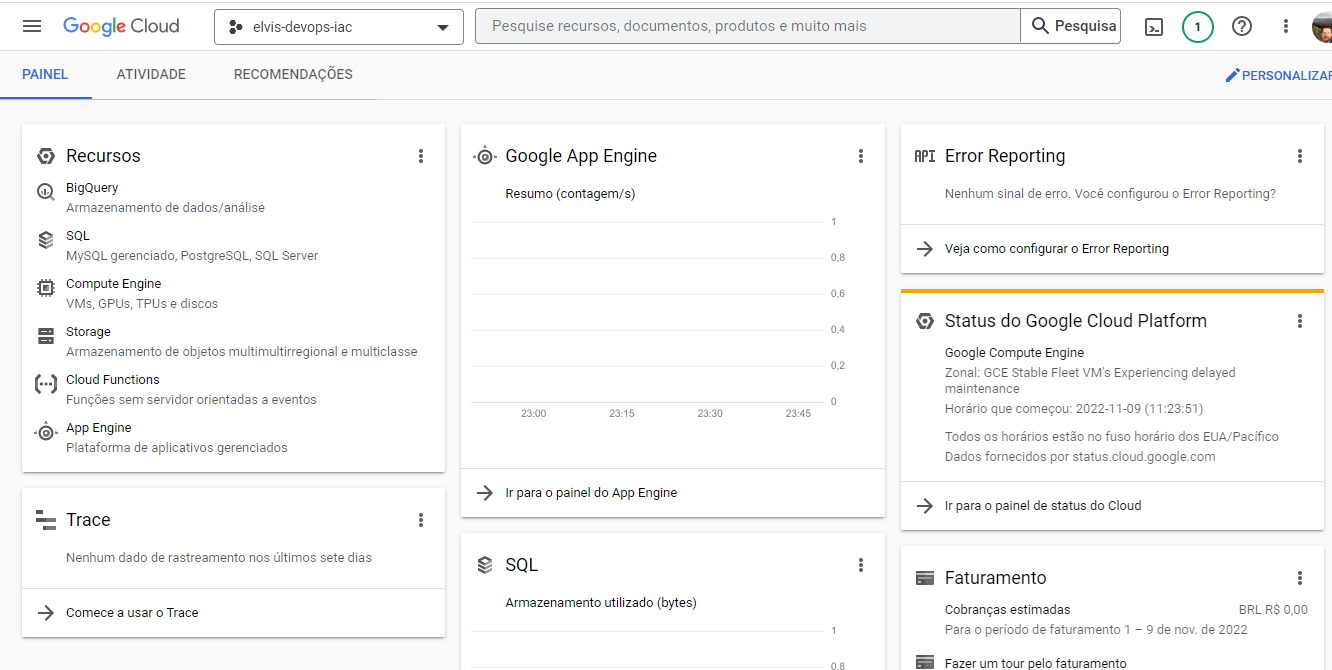 Google Cloud
elvis-devops-iac
Pesquise recursos, documentos, produtos e muito mais
Pesquisa
1
PAINEL
ATIVIDADE
RECOMENDAÇÕES
PERSONALIZAR
Recursos
BigQuery
Armazenamento de dados/análise
SQL
MySQL gerenciado, PostgreSQL, SQL Server
Compute Engine
VMs, GPUs, TPUs e discos
Storage
Armazenamento de objetos multimultirregional e multiclasse
Cloud Functions
Funções sem servidor orientadas a eventos
App Engine
Plataforma de aplicativos gerenciados
Trace
Nenhum dado de rastreamento nos últimos sete dias
Comece a usar o Trace
Google App Engine
Resumo (contagem/s)
1
0,8
0,6
0,4
0,2
0
23:00
23:15
23:30
23:45
Ir para o painel do App Engine
SQL
Armazenamento utilizado (bytes)
1
0,8
API
Error Reporting
Nenhum sinal de erro. Você configurou o Error Reporting?
Veja como configurar o Error Reporting
Status do Google Cloud Platform
Google Compute Engine
Zonal: GCE Stable Fleet VM's Experiencing delayed
maintenance
Horário que começou: 2022-11-09 (11:23:51)
Todos os horários estão no fuso horário dos EUA/Pacífico
Dados fornecidos por status.cloud.google.com
Ir para o painel de status do Cloud
Faturamento
Cobranças estimadas
BRL R$ 0,00
Para o período de faturamento 1 – 9 de nov. de 2022
Fazer um tour pelo faturamento